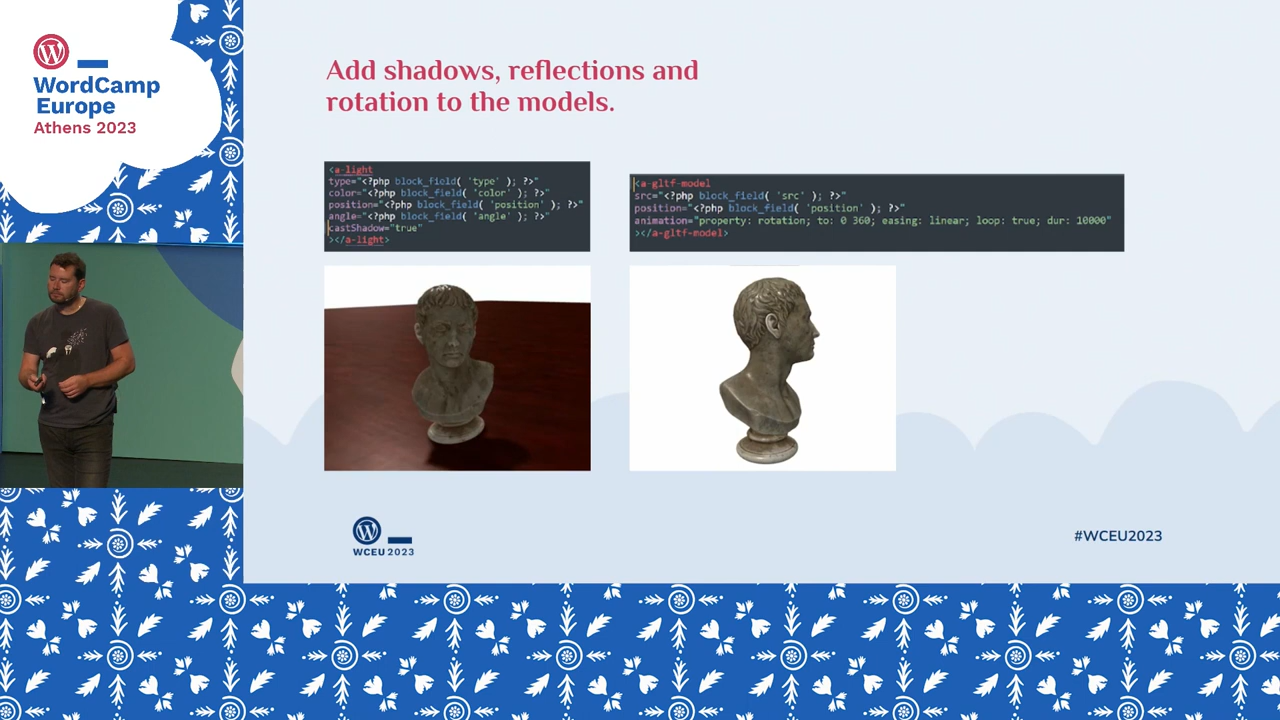 WordCamp
Europe
Athens 2023
Add shadows, reflections and
rotation to the models.
<a-light
type="<?php block_field( 'type' ); ?>"
color="<?php block_field( 'color' ); ?>"
position="<?php block_field( 'position' ); ?>"
angle="<?php block_field( 'angle' ); ?>"
castShadow="true"
></a-light>
<a-gltf-model
src="<?php block_field( 'src' ); ?>"
position="<?php block_field( 'position' ); ?>"
animation="property: rotation; to: 0 360; easing: linear; loop: true; dur: 10000"
></a-gltf-model>
WCEU 2023
#WCEU2023